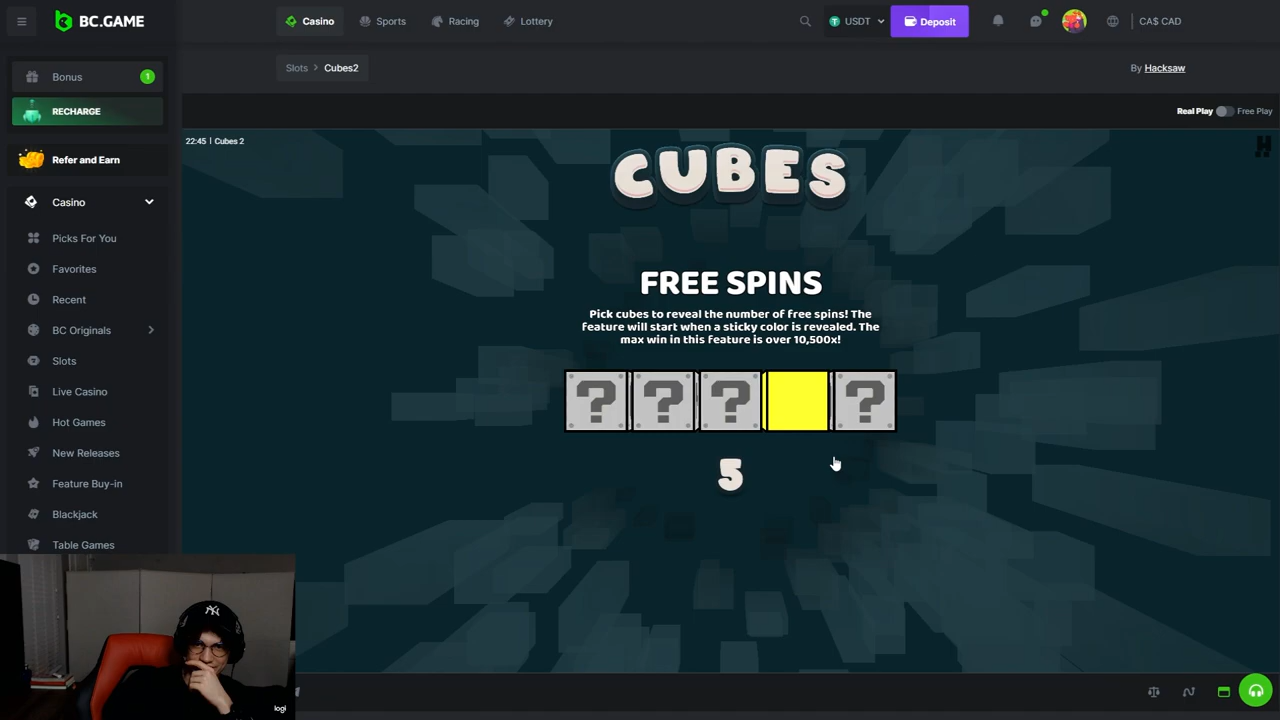 BC.GAME
Casino
Sports
Racing
Lottery
USDT
Deposit
CA$ CAD
Bonus
1
RECHARGE
Refer and Earn
Casino
Picks For You
Favorites
Recent
BC Originals
Slots
Live Casino
Hot Games
New Releases
Feature Buy-in
Blackjack
Table Games
Slots > Cubes2
By Hacksaw
Real Play
Free Play
22:45 | Cubes 2
CUBES
FREE SPINS
Pick cubes to reveal the number of free spins! The
feature will start when a sticky color is revealed. The
max win in this feature is over 10,500x!
? ? ? ?
5
NY
logi